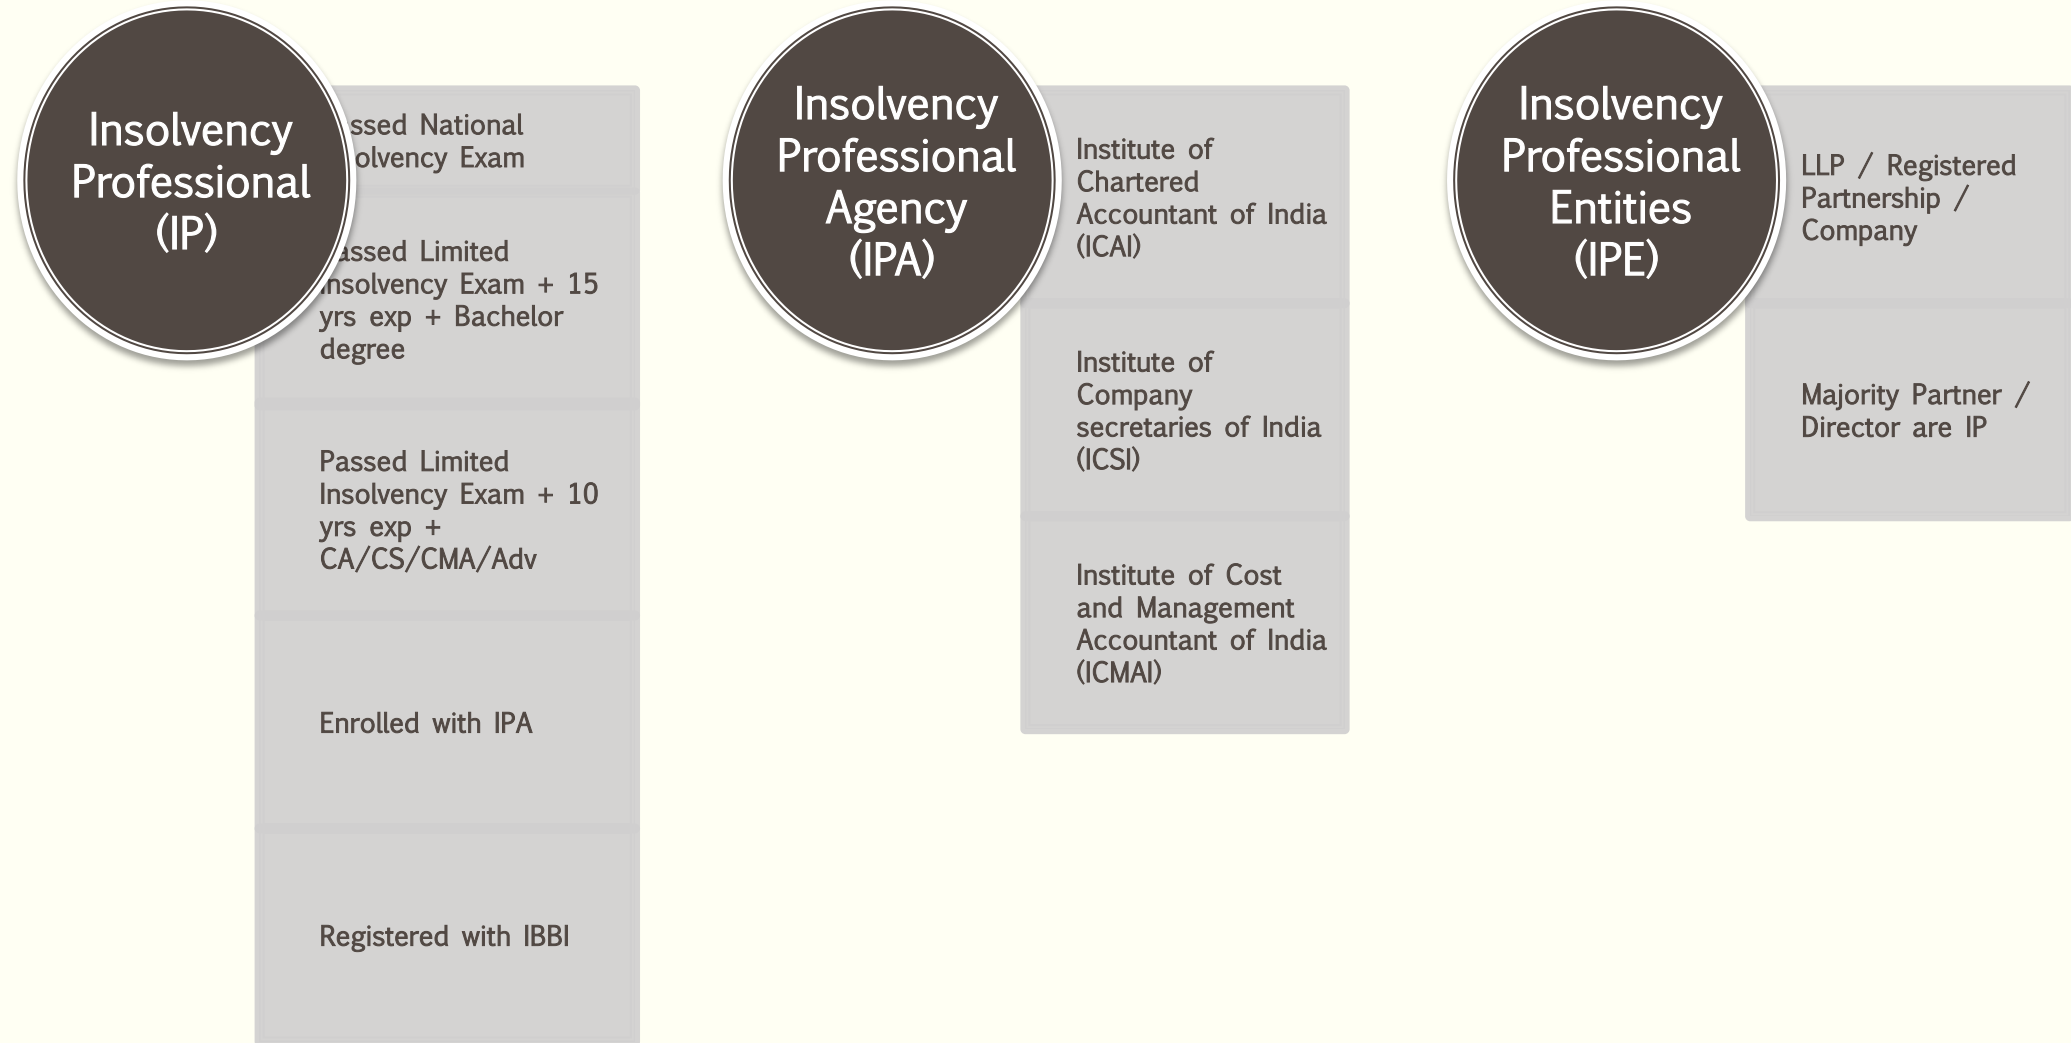 Insolvency
Professional
(IP)
ssed National
olvency Exam
assed Limited
nsolvency Exam + 15
yrs exp + Bachelor
degree
Passed Limited
Insolvency Exam + 10
yrs exp +
CA/CS/CMA/Adv
Enrolled with IPA
Registered with IBBI
Insolvency
Professional
Agency
(IPA)
Institute of
Chartered
Accountant of India
(ICAI)
Institute of
Company
secretaries of India
(ICSI)
Institute of Cost
and Management
Accountant of India
(ICMAI)
Insolvency
Professional
Entities
(IPE)
LLP / Registered
Partnership /
Company
Majority Partner /
Director are IP